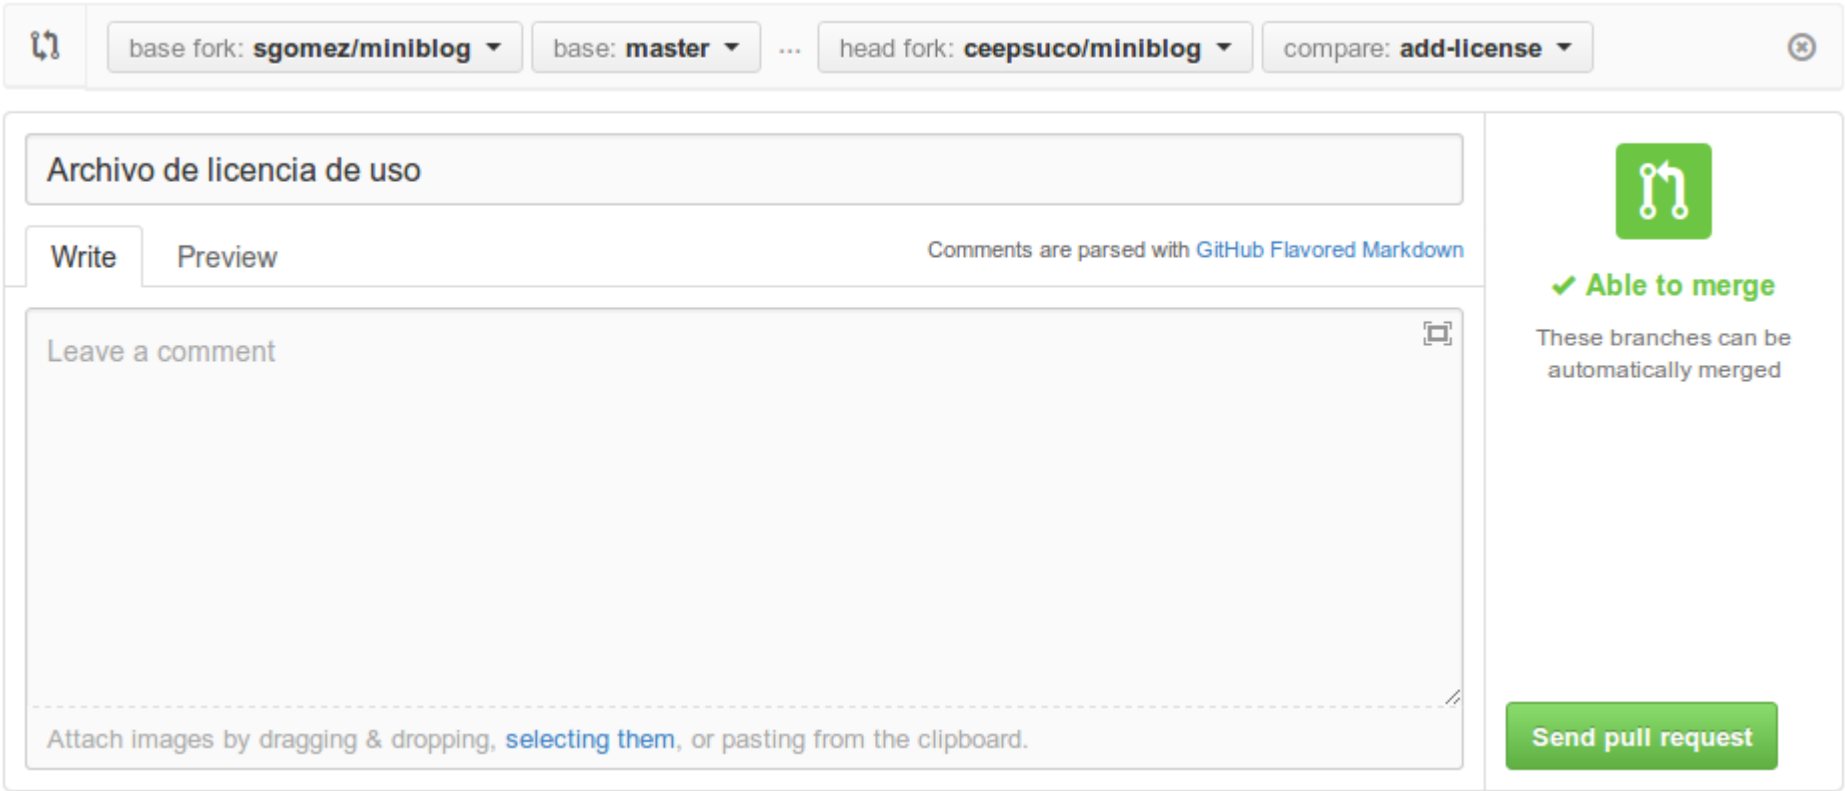 base fork: sgomez/miniblog base: master ... head fork: ceepsuco/miniblog compare: add-license
Archivo de licencia de uso
Write Preview Comments are parsed with GitHub Flavored Markdown
Leave a comment
Attach images by dragging & dropping, selecting them, or pasting from the clipboard.
Able to merge
These branches can be
automatically merged
Send pull request